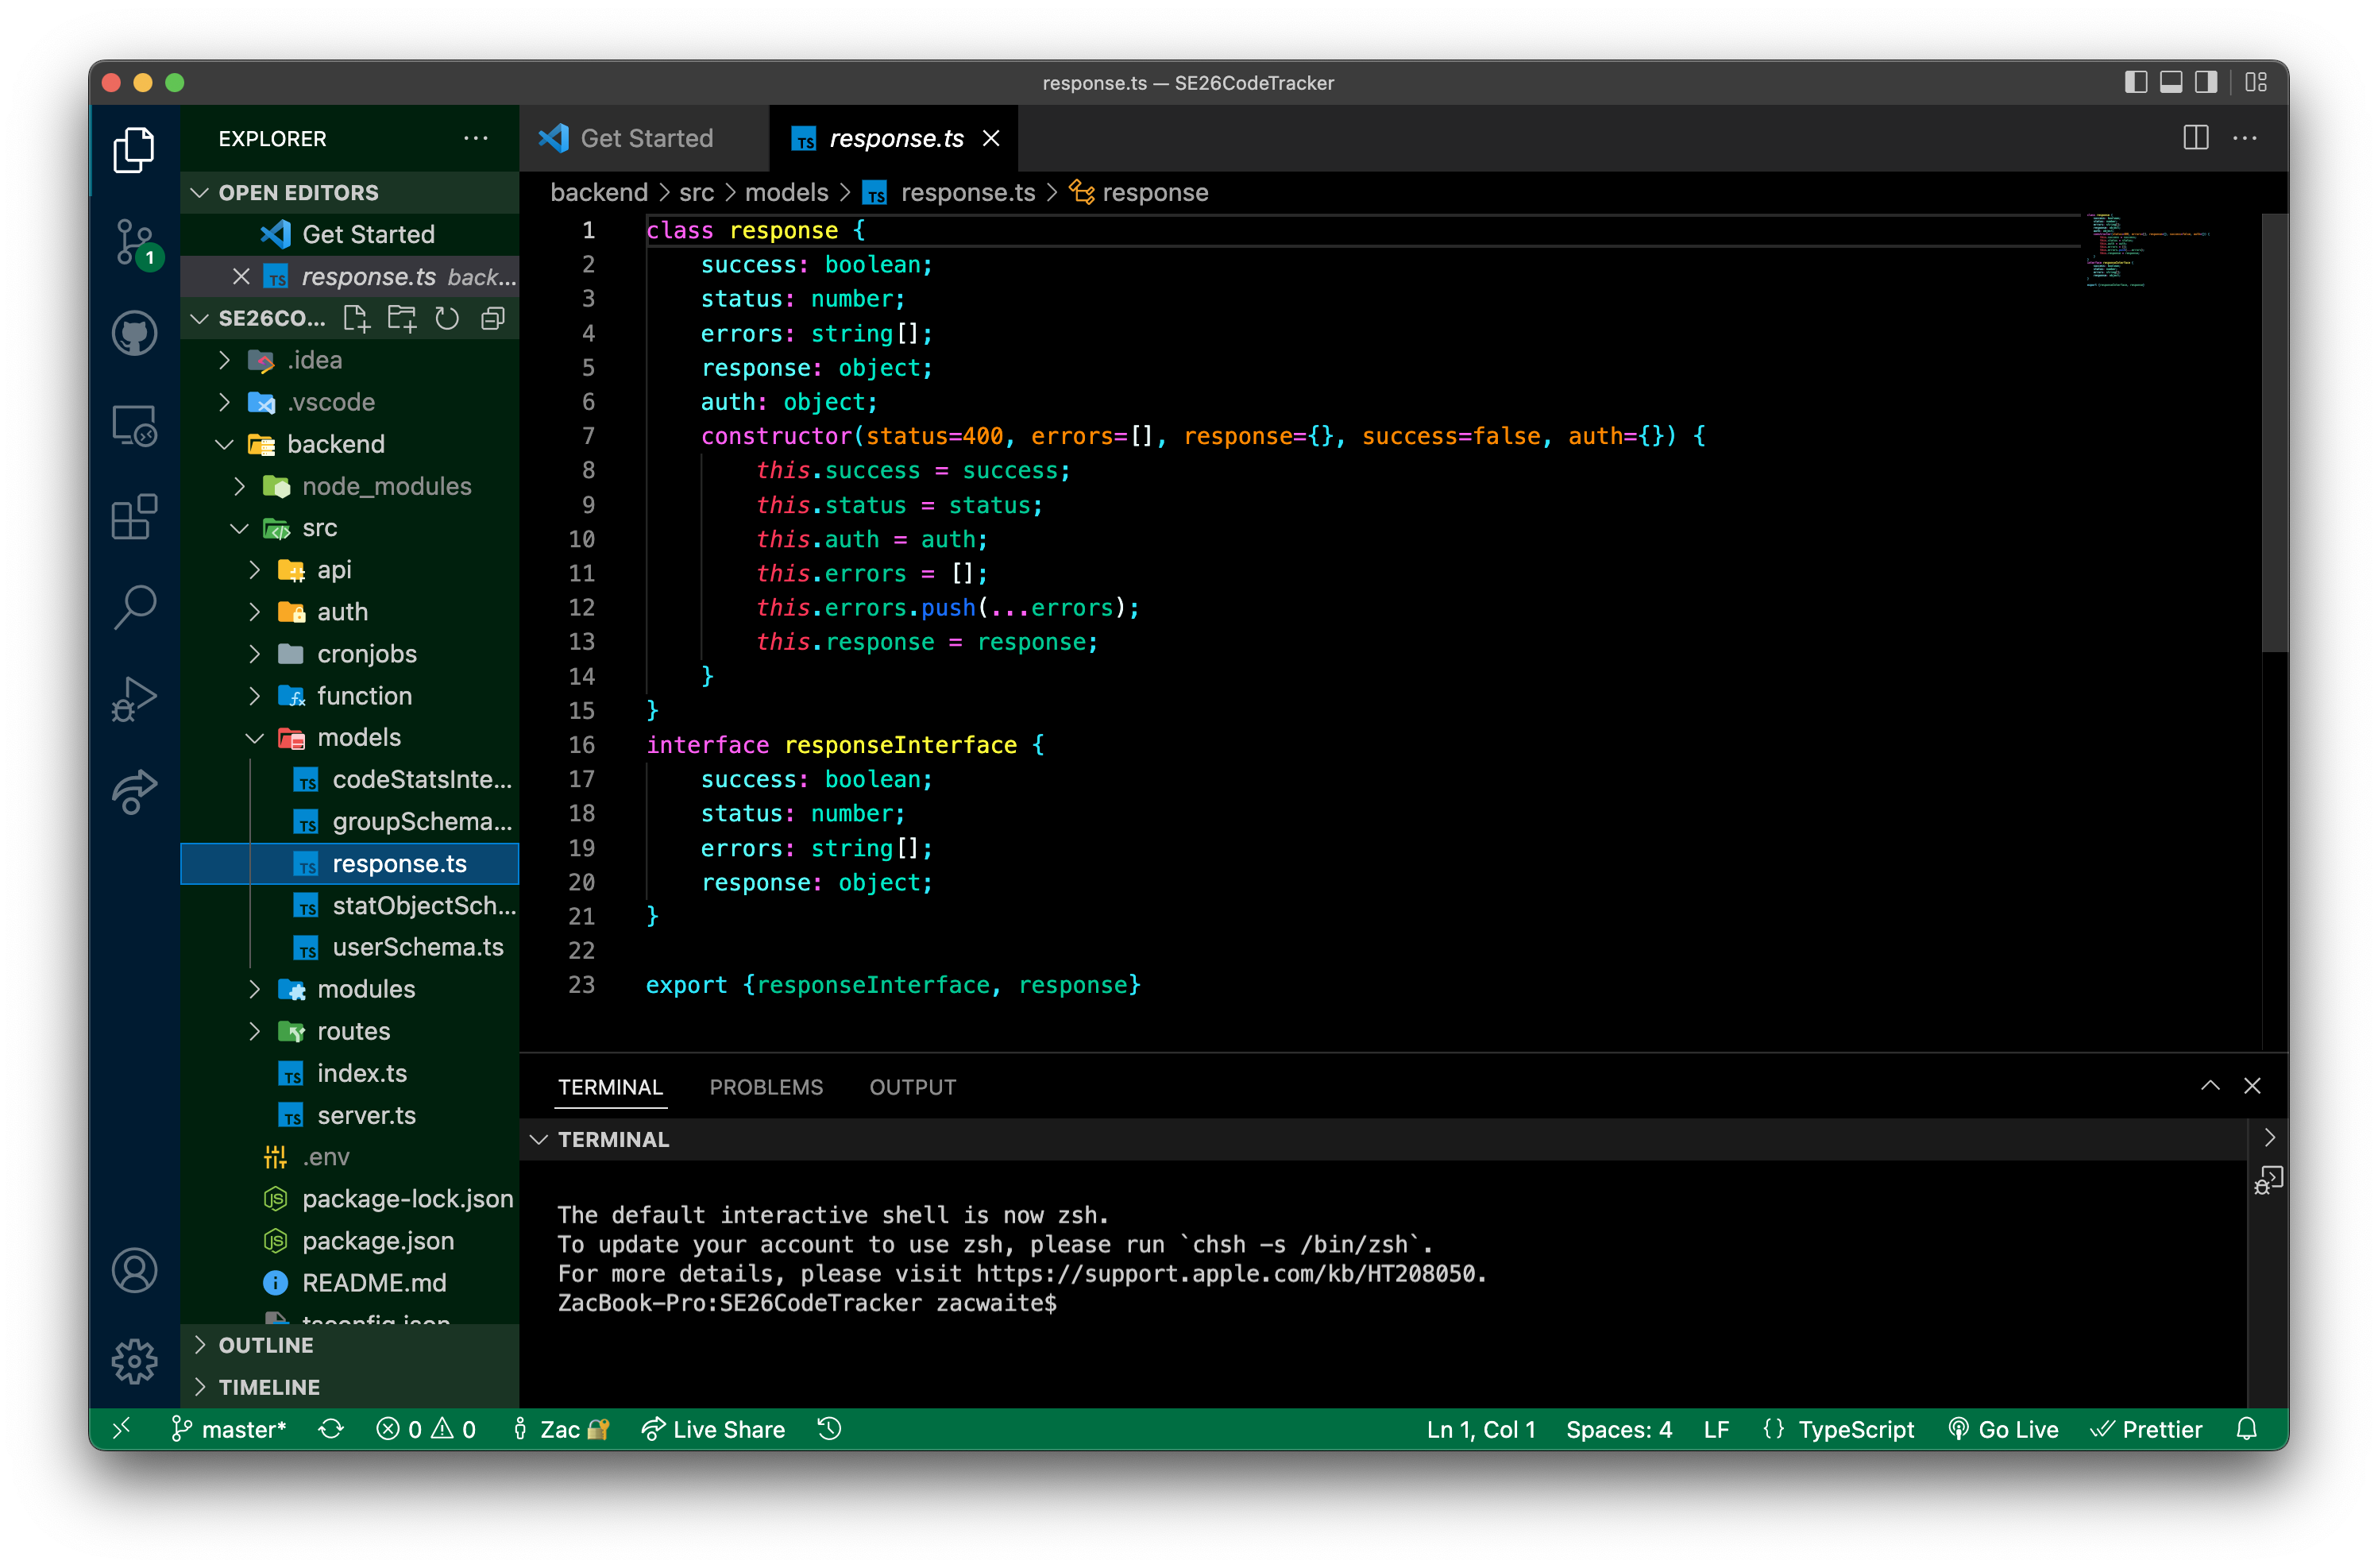 response.ts — SE26CodeTracker
EXPLORER
OPEN EDITORS
Get Started
response.ts back...
SE26CO...
.idea
.vscode
backend
node_modules
src
api
auth
cronjobs
function
models
codeStatsInte...
groupSchema...
response.ts
statObjectSch...
userSchema.ts
modules
routes
index.ts
server.ts
.env
package-lock.json
package.json
README.md
tsconfig.json
OUTLINE
TIMELINE
1
Get Started
response.ts
backend > src > models > response.ts > response
1 class response {
2     success: boolean;
3     status: number;
4     errors: string[];
5     response: object;
6     auth: object;
7     constructor(status=400, errors=[], response={}, success=false, auth={}) {
8         this.success = success;
9         this.status = status;
10         this.auth = auth;
11         this.errors = [];
12         this.errors.push(...errors);
13         this.response = response;
14     }
15 }
16 interface responseInterface {
17     success: boolean;
18     status: number;
19     errors: string[];
20     response: object;
21 }
22
23 export {responseInterface, response}
TERMINAL PROBLEMS OUTPUT
TERMINAL
The default interactive shell is now zsh.
To update your account to use zsh, please run `chsh -s /bin/zsh`.
For more details, please visit https://support.apple.com/kb/HT208050.
ZacBook-Pro:SE26CodeTracker zacwaite$
master* 0 0 Zac Live Share Ln 1, Col 1 Spaces: 4 LF {} TypeScript Go Live Prettier